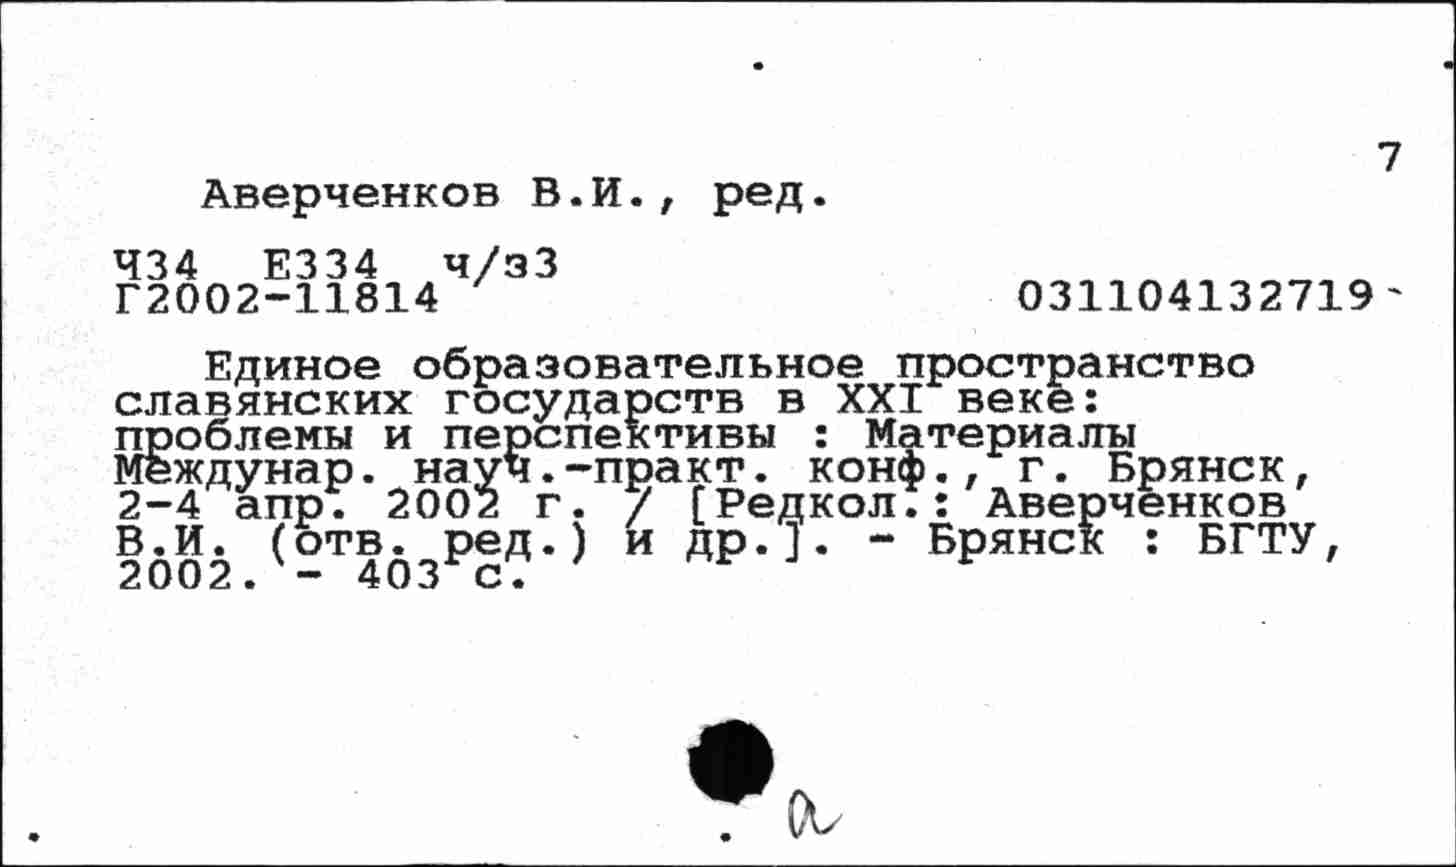 7
Аверченков В.И., ред.
Ч34 Е334 ч/з3
Г2002-11814 031104132719
Единое образовательное пространство
славянских государств в XXI веке:
проблемы и перспективы : Материалы
Междунар. науч.-практ. конф., г. Брянск,
2-4 апр. 2002 г. / [Редкол.: Аверченков
В.И. (отв. ред.) и др.]. - Брянск : БГТУ,
2002. - 403 с.
а